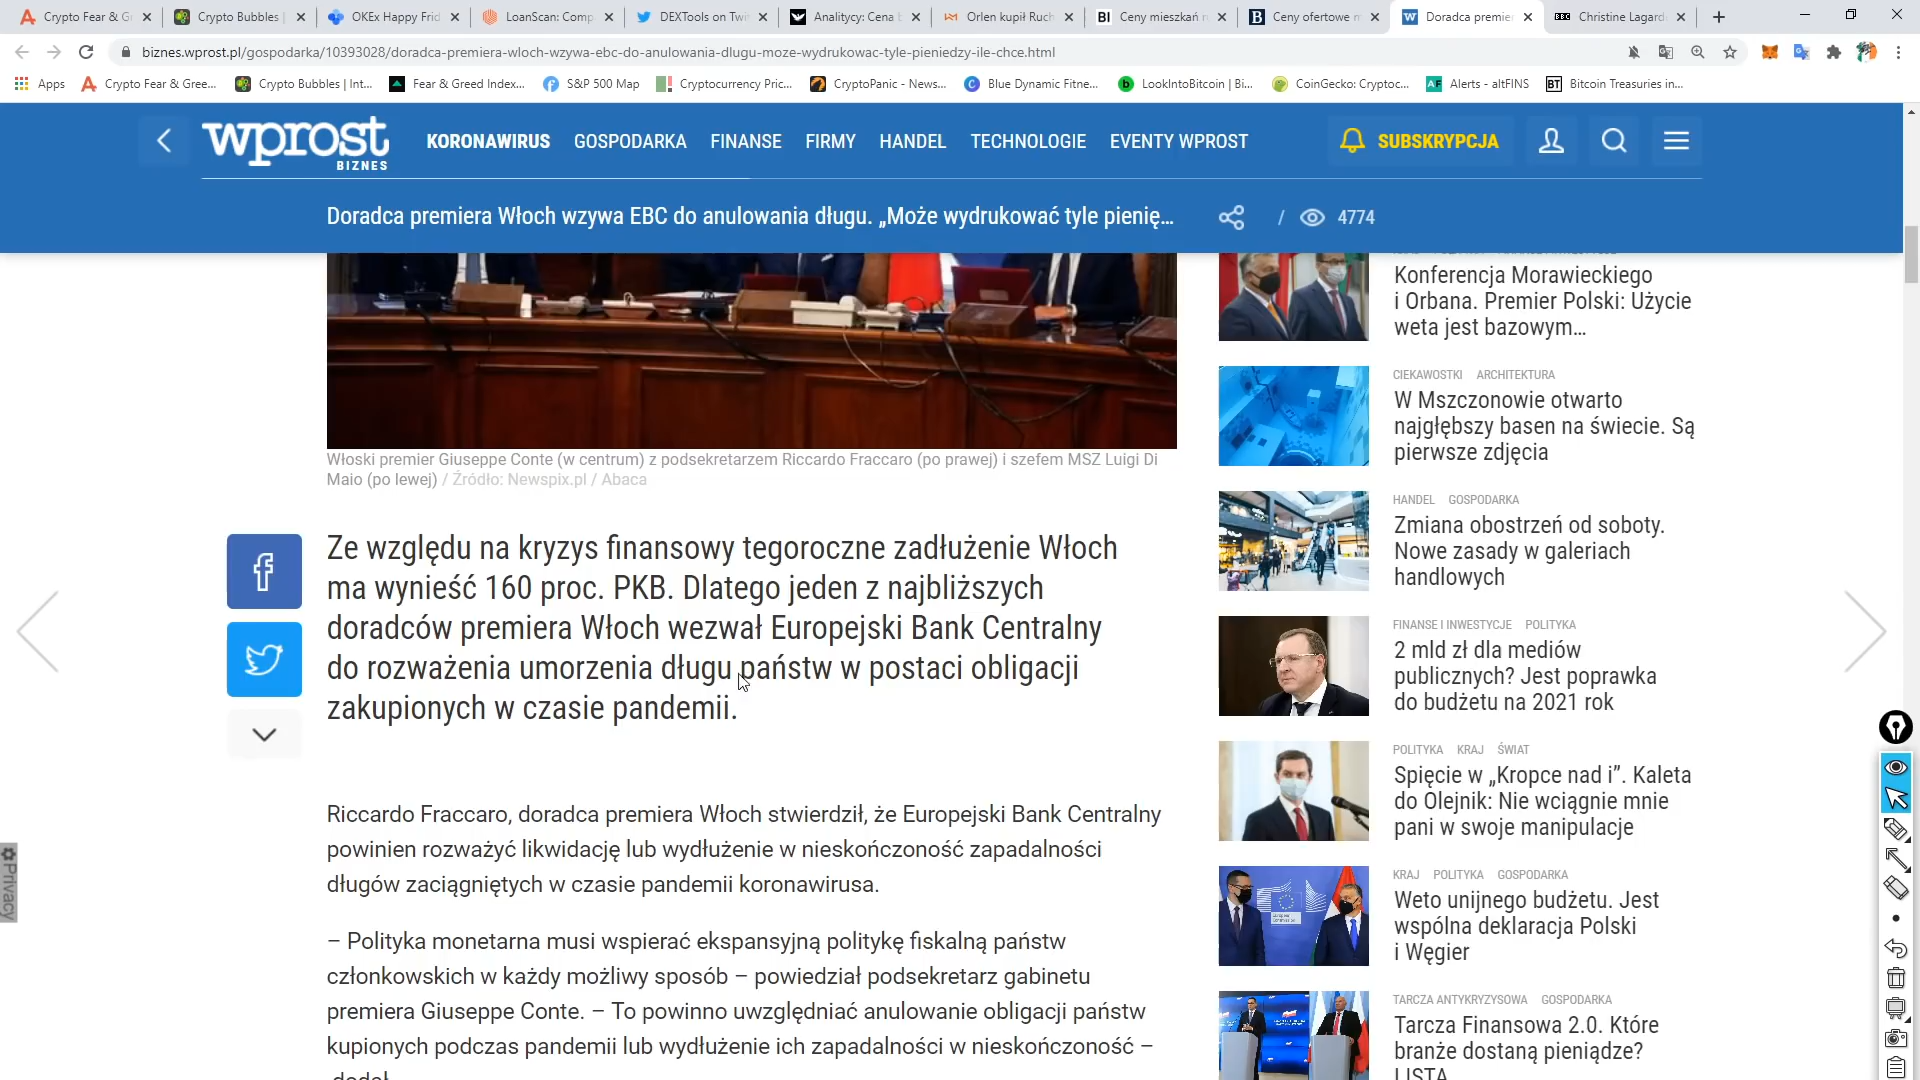 Crypto Fear & G
Crypto Bubbles |
OKEx Happy Frid
LoanScan: Comp
DEXTools on Tw
Analitycy: Cena b
Orlen kupił Ruch
Ceny mieszkań
Ceny ofertowe m
Doradca premie
Christine Lagard
biznes.wprost.pl/gospodarka/10393028/doradca-premiera-wloch-wzywa-ebc-do-anulowania-dlugu-moze-wydrukowac-tyle-pieniedzy-ile-chce.html
Apps
Crypto Fear & Gree...
Crypto Bubbles | Int...
Fear & Greed Index...
S&P 500 Map
Cryptocurrency Pric...
CryptoPanic - News...
Blue Dynamic Fitne...
LookIntoBitcoin | Bi...
CoinGecko: Cryptoc...
Alerts - altFINS
Bitcoin Treasuries in...
wprost
BIZNES
KORONAWIRUS GOSPODARKA FINANSE FIRMY HANDEL TECHNOLOGIE EVENTY WPROST
SUBSKRYPCJA
Doradca premiera Włoch wzywa EBC do anulowania długu. „Może wydrukować tyle pienię...
/ 4774
Włoski premier Giuseppe Conte (w centrum) z podsekretarzem Riccardo Fraccaro (po prawej) i szefem MSZ Luigi Di
Maio (po lewej) / Źródło: Newspix.pl / Abaca
Ze względu na kryzys finansowy tegoroczne zadłużenie Włoch
ma wynieść 160 proc. PKB. Dlatego jeden z najbliższych
doradców premiera Włoch wezwał Europejski Bank Centralny
do rozważenia umorzenia długu państw w postaci obligacji
zakupionych w czasie pandemii.
Riccardo Fraccaro, doradca premiera Włoch stwierdził, że Europejski Bank Centralny
powinien rozważyć likwidację lub wydłużenie w nieskończoność zapadalności
długów zaciągniętych w czasie pandemii koronawirusa.
– Polityka monetarna musi wspierać ekspansyjną politykę fiskalną państw
członkowskich w każdy możliwy sposób – powiedział podsekretarz gabinetu
premiera Giuseppe Conte. – To powinno uwzględniać anulowanie obligacji państw
kupionych podczas pandemii lub wydłużenie ich zapadalności w nieskończoność –
Konferencja Morawieckiego
i Orbana. Premier Polski: Użycie
weta jest bazowym...
CIEKAWOSTKI ARCHITEKTURA
W Mszczonowie otwarto
najgłębszy basen na świecie. Są
pierwsze zdjęcia
HANDEL GOSPODARKA
Zmiana obostrzeń od soboty.
Nowe zasady w galeriach
handlowych
FINANSE I INWESTYCJE POLITYKA
2 mld zł dla mediów
publicznych? Jest poprawka
do budżetu na 2021 rok
POLITYKA KRAJ ŚWIAT
Spięcie w „Kropce nad i”. Kaleta
do Olejnik: Nie wciągnie mnie
pani w swoje manipulacje
KRAJ POLITYKA GOSPODARKA
Weto unijnego budżetu. Jest
wspólna deklaracja Polski
i Węgier
TARCZA ANTYKRYZYSOWA GOSPODARKA
Tarcza Finansowa 2.0. Które
branże dostaną pieniądze?
LISTA
Privacy